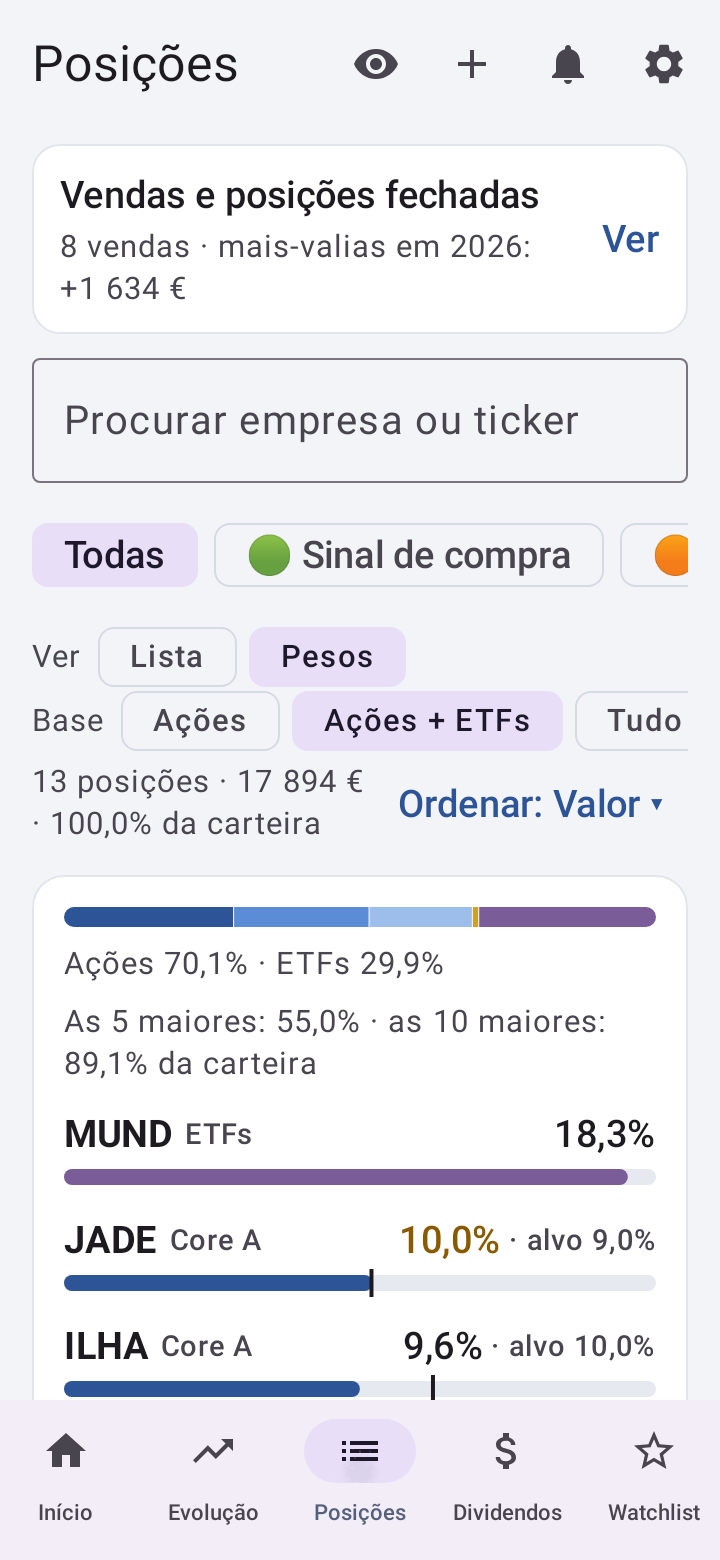 Posições
Vendas e posições fechadas
8 vendas · mais-valias em 2026:
+1 634 €
Ver
Procurar empresa ou ticker
Todas
Sinal de compra
Ver
Lista
Pesos
Base
Ações
Ações + ETFs
Tudo
13 posições · 17 894 €
· 100,0% da carteira
Ordenar: Valor ▾
Ações 70,1% · ETFs 29,9%
As 5 maiores: 55,0% · as 10 maiores:
89,1% da carteira
MUND ETFs 18,3%
JADE Core A 10,0% · alvo 9,0%
ILHA Core A 9,6% · alvo 10,0%
Início
Evolução
Posições
Dividendos
Watchlist